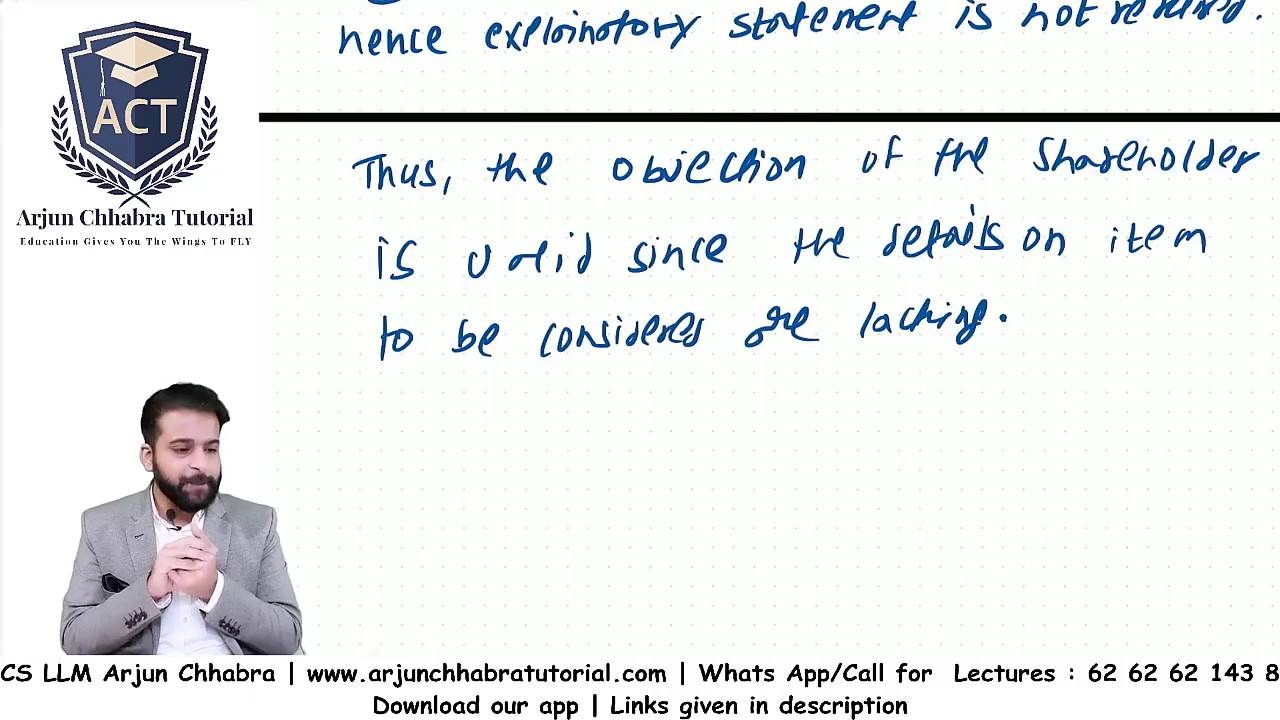 hence explainatory statement is not required.
ACT
Arjun Chhabra Tutorial
Education Gives You The Wings To FLY
Thus, the objection of the shareholder
is valid since the details on item
to be considered are lacking.
CS LLM Arjun Chhabra | www.arjunchhabratutorial.com | Whats App/Call for Lectures : 62 62 62 143 8
Download our app | Links given in description